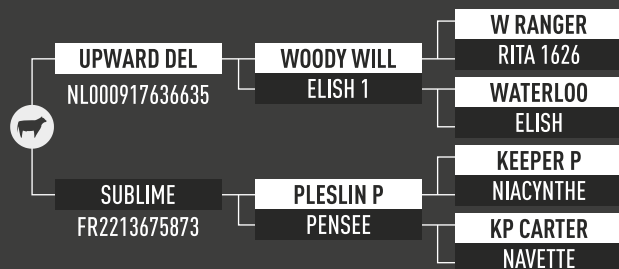 UPWARD DEL
NL000917636635
WOODY WILL
ELISH 1
W RANGER
RITA 1626
WATERLOO
ELISH
SUBLIME
FR2213675873
PLESLIN P
PENSEE
KEEPER P
NIACYNTHE
KP CARTER
NAVETTE